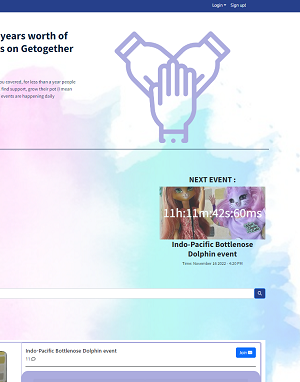 Login Sign up!
years worth of
s on Getogether
ou covered, for less than a year people
find support, grow their pot (I mean
events are happening daily
NEXT EVENT :
11h:11m:42s:60ms
Indo-Pacific Bottlenose
Dolphin event
Time: November 16 2022 - 4:20 PM
Indo-Pacific Bottlenose Dolphin event
Join